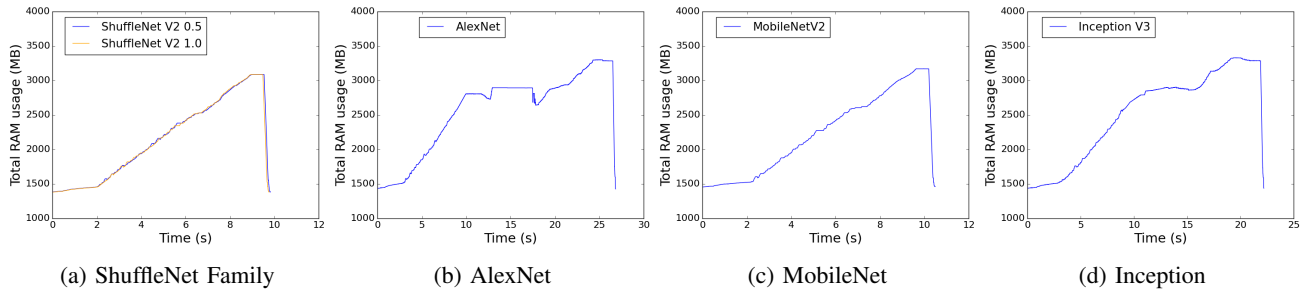 4000
3500
3000
2500
2000
1500
1000
Total RAM usage (MB)
ShuffleNet V2 0.5
ShuffleNet V2 1.0
0 2 4 6 8 10 12
Time (s)
(a) ShuffleNet Family
4000
3500
3000
2500
2000
1500
1000
Total RAM usage (MB)
AlexNet
0 5 10 15 20 25 30
Time (s)
(b) AlexNet
4000
3500
3000
2500
2000
1500
1000
Total RAM usage (MB)
MobileNetV2
0 2 4 6 8 10 12
Time (s)
(c) MobileNet
4000
3500
3000
2500
2000
1500
1000
Total RAM usage (MB)
Inception V3
0 5 10 15 20 25
Time (s)
(d) Inception